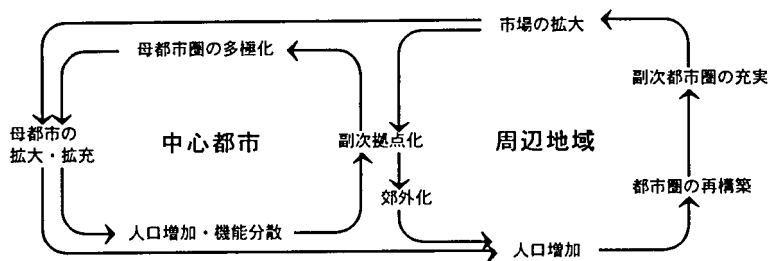 市場の拡大
母都市圏の多極化
副次都市圏の充実
母都市の
拡大・拡充
中心都市
副次拠点化
周辺地域
郊外化
都市圏の再構築
人口増加・機能分散
人口増加